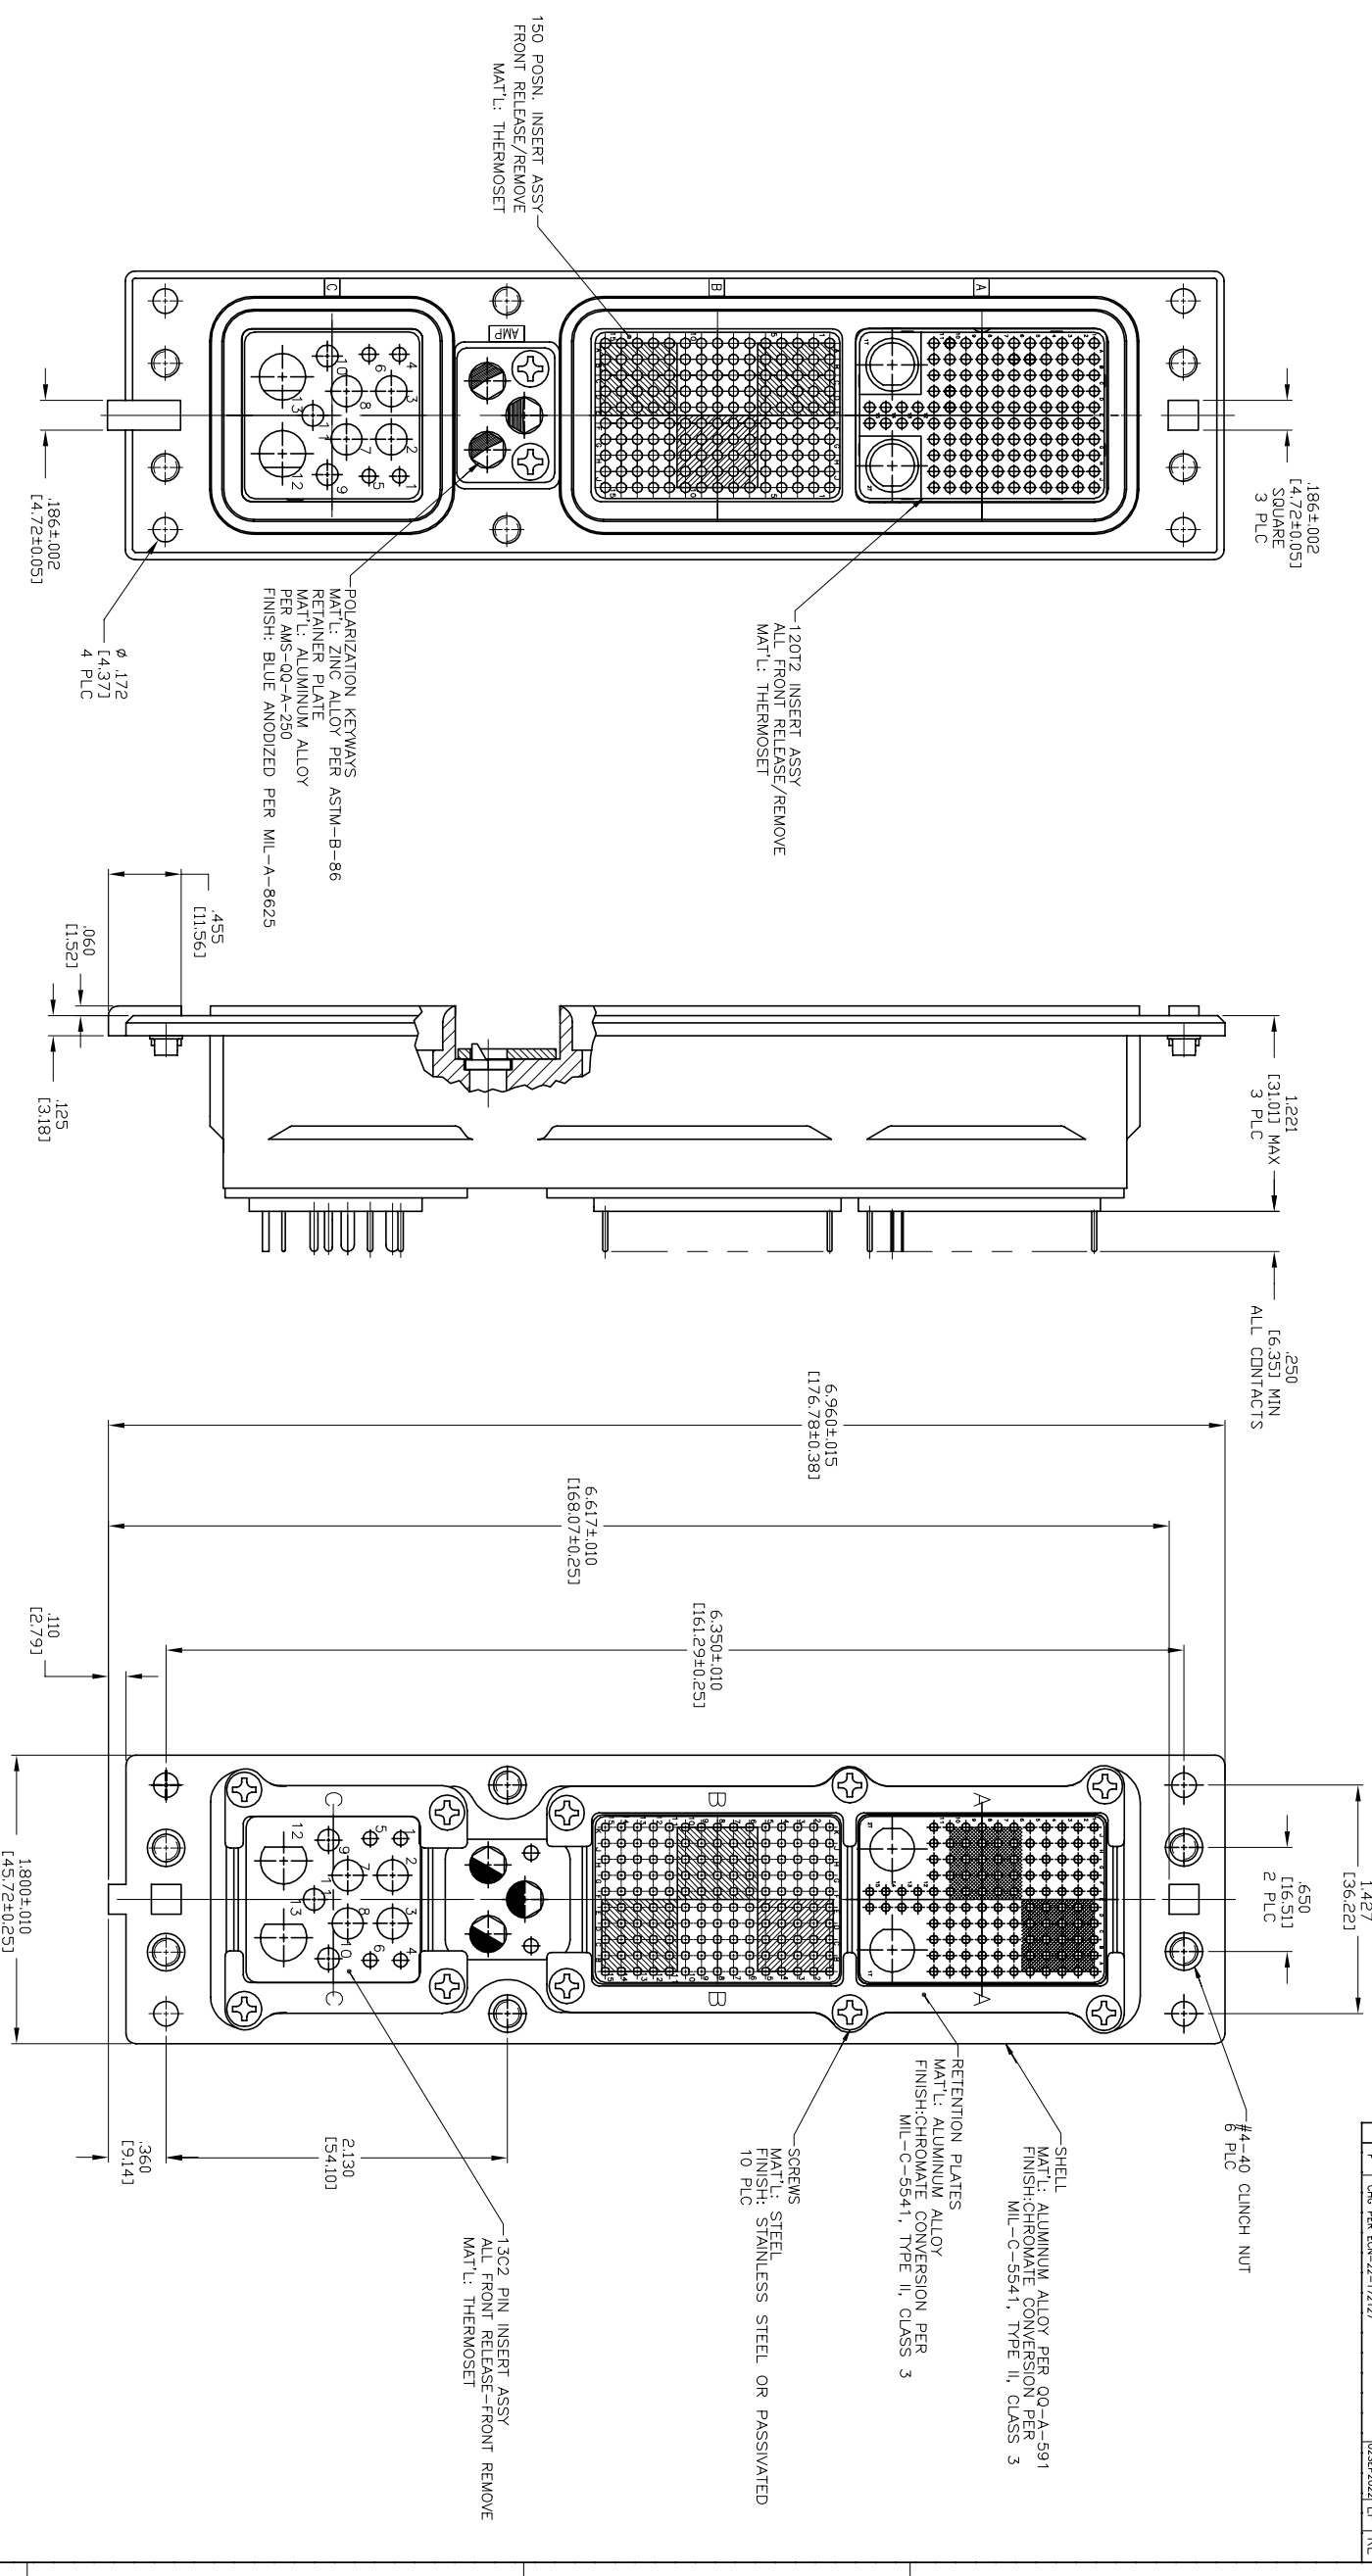 150 POSN. INSERT ASSY
FRONT RELEASE/REMOVE
MAT'L: THERMOSET
.186±.002
[4.72±0.05]
SQUARE
3 PLC
120T2 INSERT ASSY
ALL FRONT RELEASE/REMOVE
MAT'L: THERMOSET
A
B
C
AMP
POLARIZATION KEYWAYS
MAT'L: ZINC ALLOY PER ASTM-B-86
RETAINER PLATE
MAT'L: ALUMINUM ALLOY
PER AMS-QQ-A-250
FINISH: BLUE ANODIZED PER MIL-A-8625
.186±.002
[4.72±0.05]
Ø .172
[4.37]
4 PLC
1.221
[31.01] MAX
3 PLC
.250
[6.35] MIN
ALL CONTACTS
.455
[11.56]
.060
[1.52]
.125
[3.18]
6.960±.015
[176.78±0.38]
6.617±.010
[168.07±0.25]
6.350±.010
[161.29±0.25]
.110
[2.79]
1.800±.010
[45.72±0.25]
1.427
[36.22]
.650
[16.51]
2 PLC
#4-40 CLINCH NUT
6 PLC
SHELL
MAT'L: ALUMINUM ALLOY PER QQ-A-591
FINISH:CHROMATE CONVERSION PER
MIL-C-5541, TYPE II, CLASS 3
RETENTION PLATES
MAT'L: ALUMINUM ALLOY
FINISH:CHROMATE CONVERSION PER
MIL-C-5541, TYPE II, CLASS 3
SCREWS
MAT'L: STEEL
FINISH: STAINLESS STEEL OR PASSIVATED
10 PLC
13C2 PIN INSERT ASSY
ALL FRONT RELEASE-FRONT REMOVE
MAT'L: THERMOSET
2.130
[54.10]
.360
[9.14]
A A
B B
C C